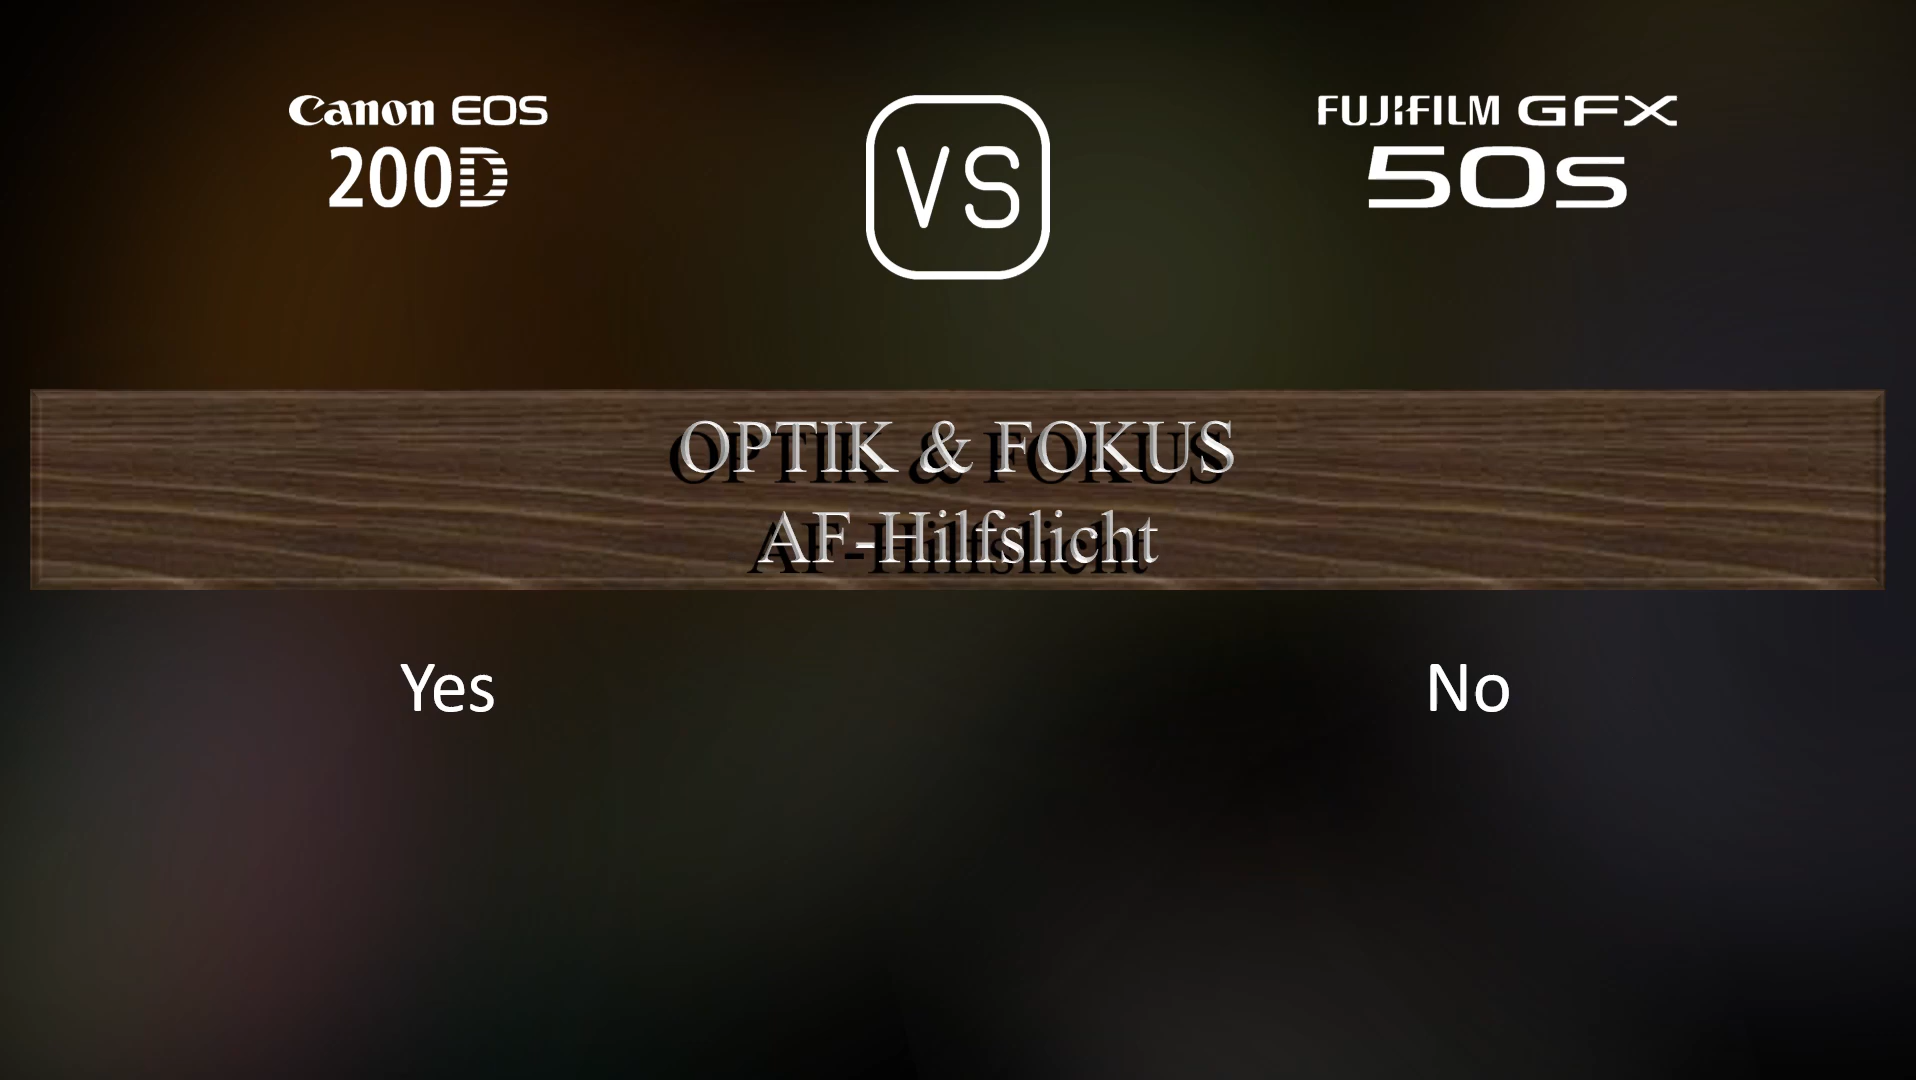 Canon EOS
200D
VS
FUJIFILM GFX
50s
OPTIK & FOKUS
AF-Hilfslicht
Yes
No